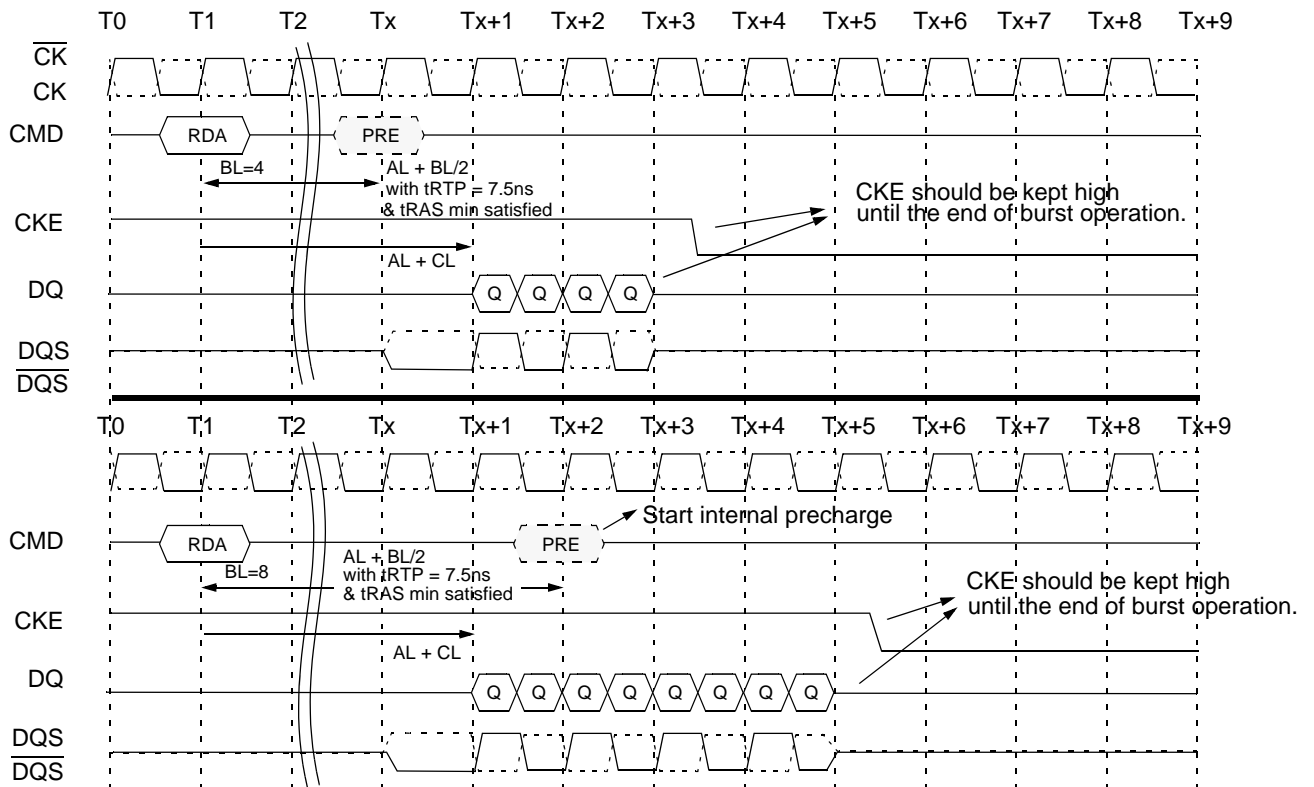 T0 T1 T2 Tx Tx+1 Tx+2 Tx+3 Tx+4 Tx+5 Tx+6 Tx+7 Tx+8 Tx+9
CK
CK
CMD RDA PRE
BL=4 AL + BL/2
with tRTP = 7.5ns
& tRAS min satisfied
CKE should be kept high
until the end of burst operation.
CKE
AL + CL
DQ Q Q Q Q
DQS
DQS
T0 T1 T2 Tx Tx+1 Tx+2 Tx+3 Tx+4 Tx+5 Tx+6 Tx+7 Tx+8 Tx+9
Start internal precharge
CMD RDA PRE
BL=8 AL + BL/2
with tRTP = 7.5ns
& tRAS min satisfied
CKE should be kept high
until the end of burst operation.
CKE
AL + CL
DQ Q Q Q Q Q Q Q Q
DQS
DQS